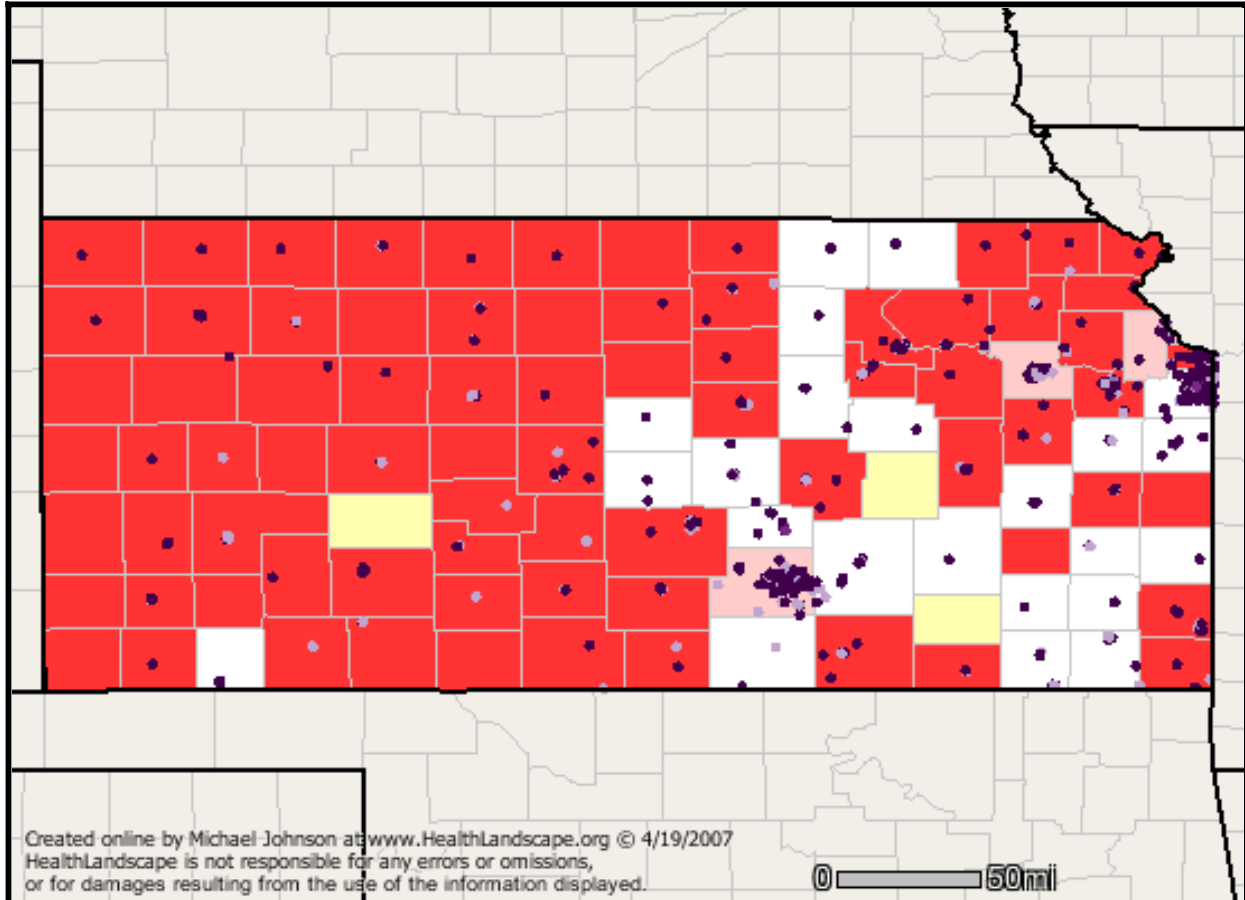 Created online by Michael Johnson at www.HealthLandscape.org © 4/19/2007
HealthLandscape is not responsible for any errors or omissions,
or for damages resulting from the use of the information displayed.
0 50mi